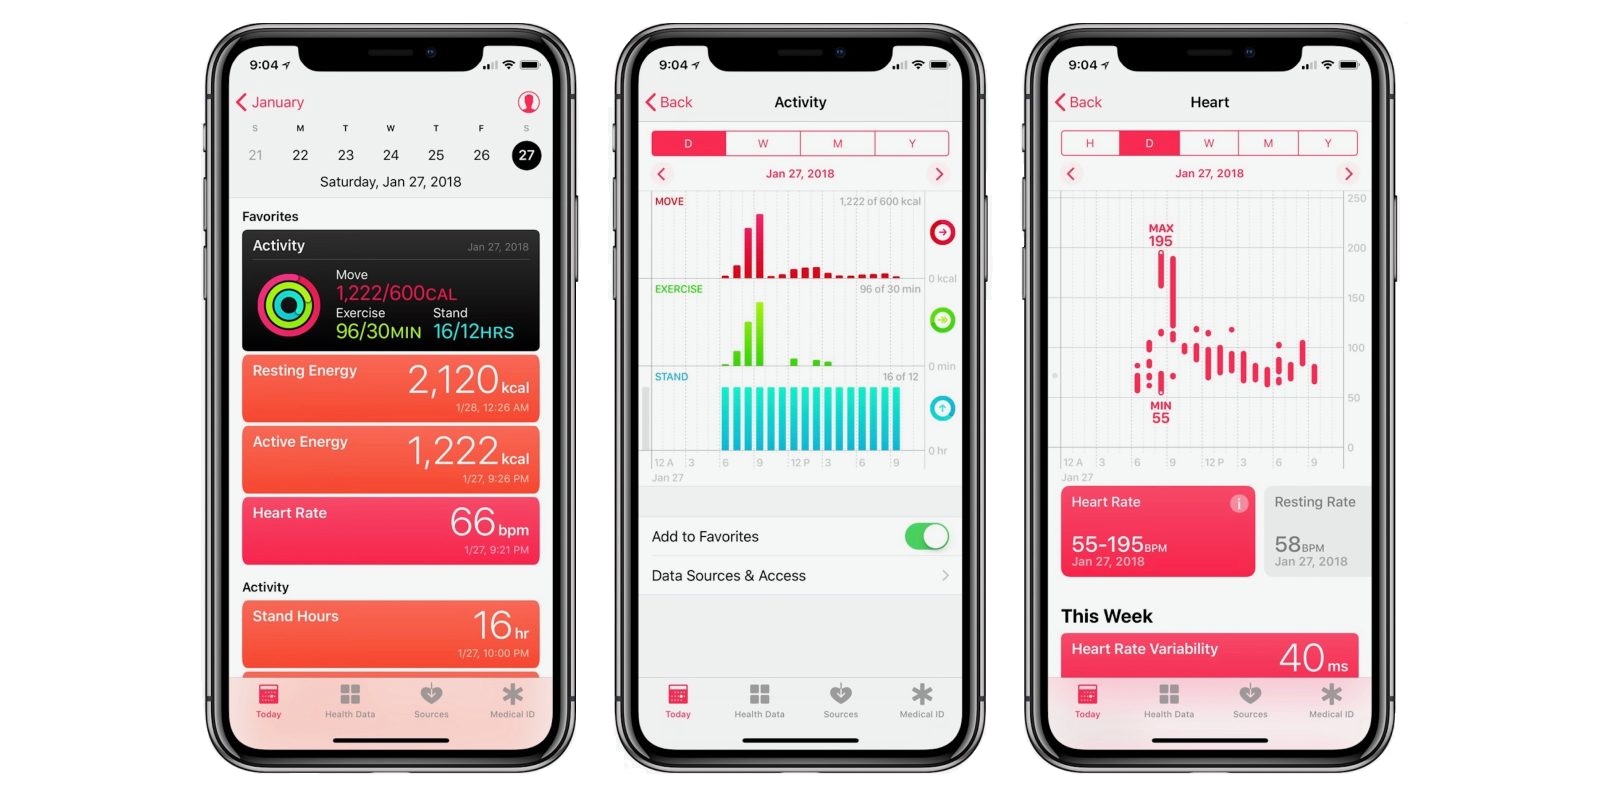 9:04
January
S M T W T F S
21 22 23 24 25 26 27
Saturday, Jan 27, 2018
Favorites
Activity Jan 27, 2018
Move
1,222/600CAL
Exercise Stand
96/30MIN 16/12HRS
Resting Energy 2,120 kcal
1/28, 12:26 AM
Active Energy 1,222 kcal
1/27, 9:26 PM
Heart Rate 66 bpm
1/27, 9:21 PM
Activity
Stand Hours 16 hr
1/27, 10:00 PM
Today Health Data Sources Medical ID
9:04
Back Activity
D W M Y
Jan 27, 2018
MOVE 1,222 of 600 kcal
0 kcal
EXERCISE 96 of 30 min
0 min
STAND 16 of 12
0 hr
12 A 3 6 9 12 P 3 6 9
Jan 27
Add to Favorites
Data Sources & Access
Today Health Data Sources Medical ID
9:04
Back Heart
H D W M Y
Jan 27, 2018
250
MAX
195
200
150
100
50
MIN
55
0
12 A 3 6 9 12 P 3 6 9
Jan 27
Heart Rate
55-195BPM
Jan 27, 2018
Resting Rate
58BPM
Jan 27, 2018
This Week
Heart Rate Variability 40 ms
Today Health Data Sources Medical ID